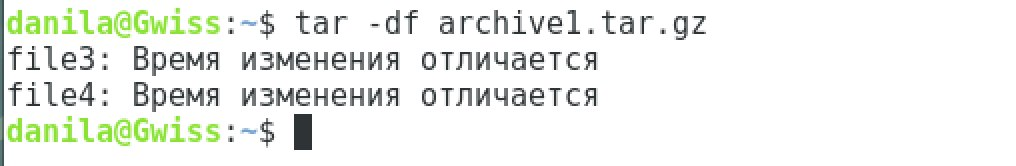 danila@Gwiss:~$ tar -df archive1.tar.gz
file3: Время изменения отличается
file4: Время изменения отличается
danila@Gwiss:~$